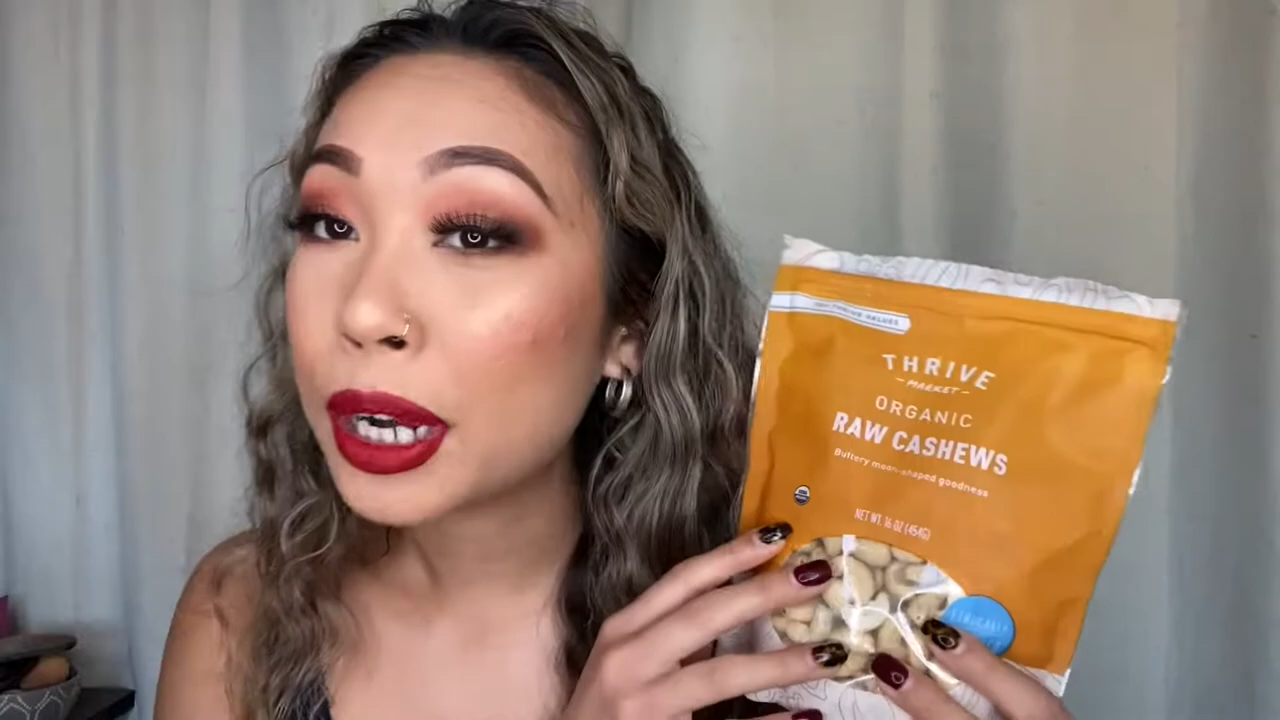 THRIVE
MARKET
ORGANIC
RAW CASHEWS
Buttery moon-shaped goodness
NET WT. 16 OZ (454G)